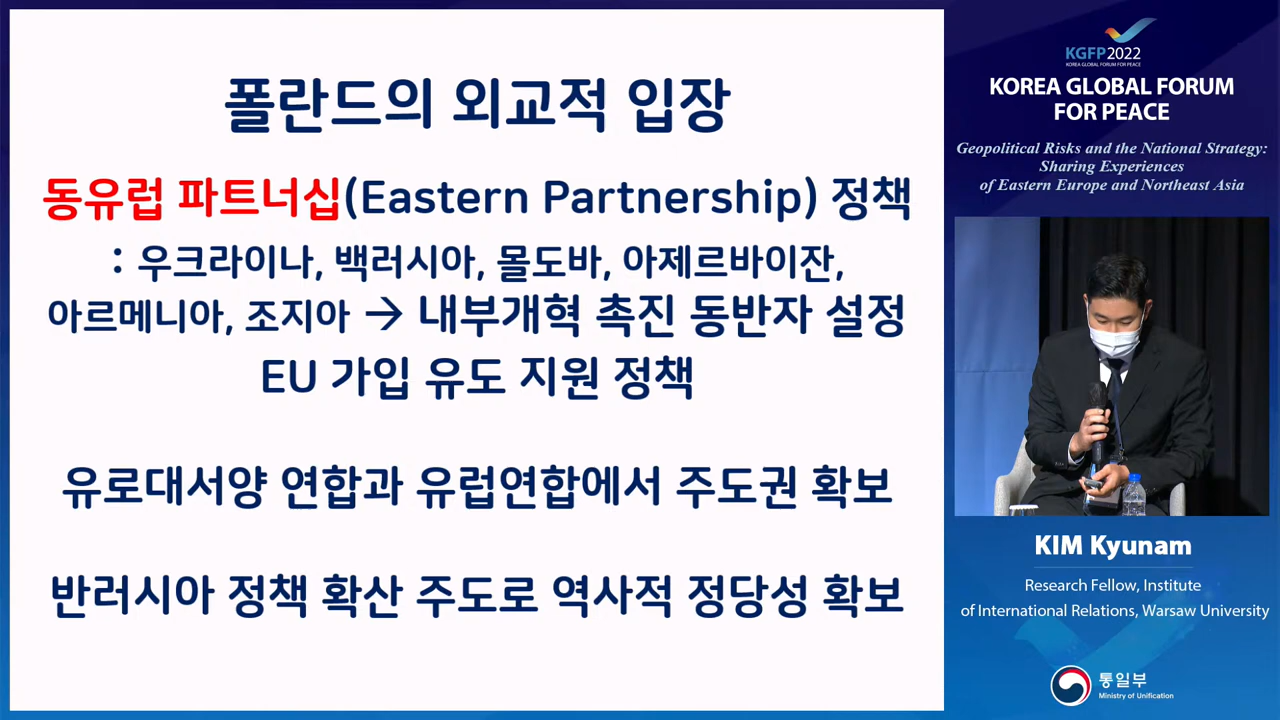 폴란드의 외교적 입장
동유럽 파트너십(Eastern Partnership) 정책
: 우크라이나, 백러시아, 몰도바, 아제르바이잔,
아르메니아, 조지아 → 내부개혁 촉진 동반자 설정
EU 가입 유도 지원 정책
유로대서양 연합과 유럽연합에서 주도권 확보
반러시아 정책 확산 주도로 역사적 정당성 확보
KGFP2022
KOREA GLOBAL FORUM FOR PEACE
KOREA GLOBAL FORUM
FOR PEACE
Geopolitical Risks and the National Strategy:
Sharing Experiences
of Eastern Europe and Northeast Asia
KIM Kyunam
Research Fellow, Institute
of International Relations, Warsaw University
통일부
Ministry of Unification